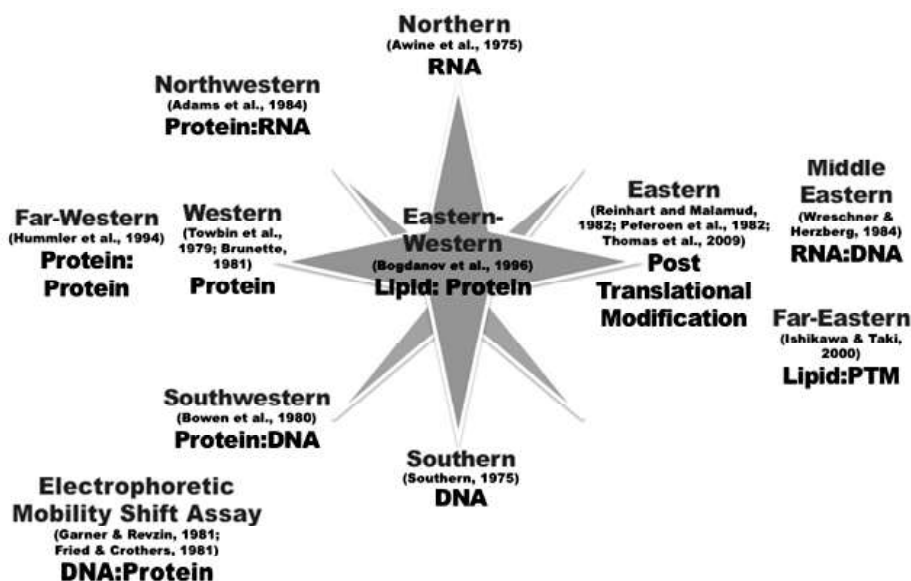 Northern
(Awine et al., 1975)
RNA
Northwestern
(Adams et al., 1984)
Protein:RNA
Far-Western
(Hummler et al., 1994)
Protein:
Protein
Western
(Towbin et al.,
1979; Brunette,
1981)
Protein
Eastern-
Western
(Bogdanov et al., 1996)
Lipid: Protein
Eastern
(Reinhart and Malamud,
1982; Peferoen et al., 1982;
Thomas et al., 2009)
Post
Translational
Modification
Middle
Eastern
(Wreschner &
Herzberg, 1984)
RNA:DNA
Far-Eastern
(Ishikawa & Taki,
2000)
Lipid:PTM
Southwestern
(Bowen et al., 1980)
Protein:DNA
Southern
(Southern, 1975)
DNA
Electrophoretic
Mobility Shift Assay
(Garner & Revzin, 1981;
Fried & Crothers, 1981)
DNA:Protein